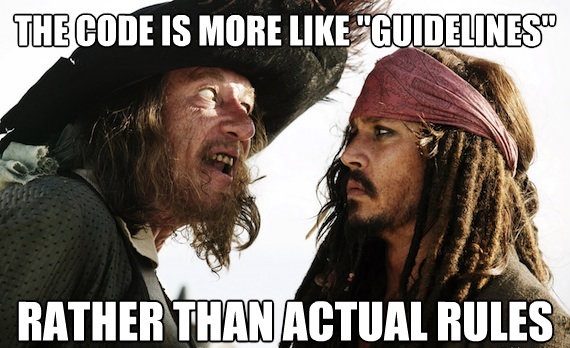 THE CODE IS MORE LIKE "GUIDELINES"
RATHER THAN ACTUAL RULES